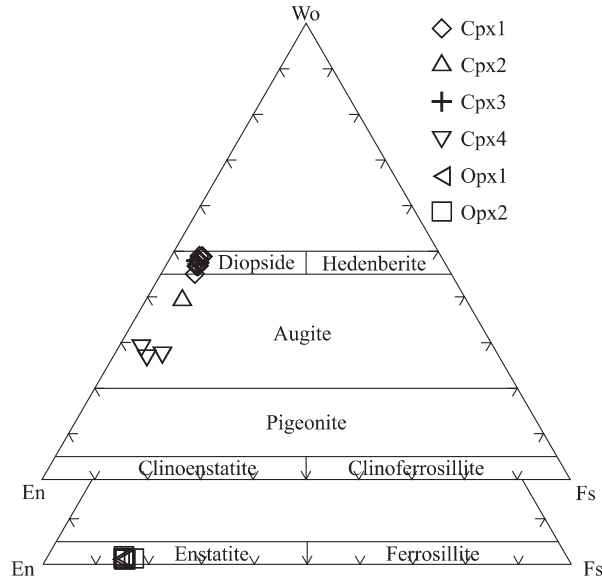 Wo
Cpx1
Cpx2
Cpx3
Cpx4
Opx1
Opx2
Diopside Hedenberite
Augite
Pigeonite
Clinoenstatite Clinoferrosillite
En Fs
Enstatite Ferrosillite
En Fs